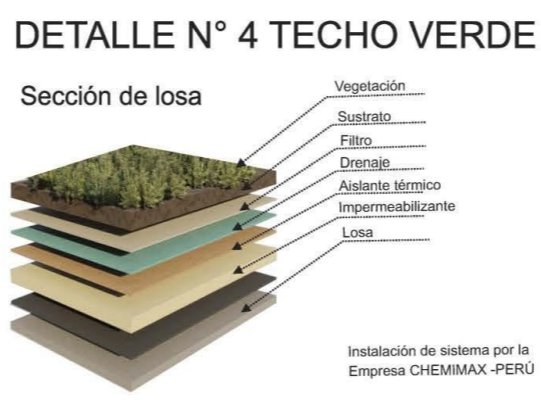 DETALLE N° 4 TECHO VERDE
Sección de losa
Vegetación
Sustrato
Filtro
Drenaje
Aislante térmico
Impermeabilizante
Losa
Instalación de sistema por la
Empresa CHEMIMAX -PERÚ